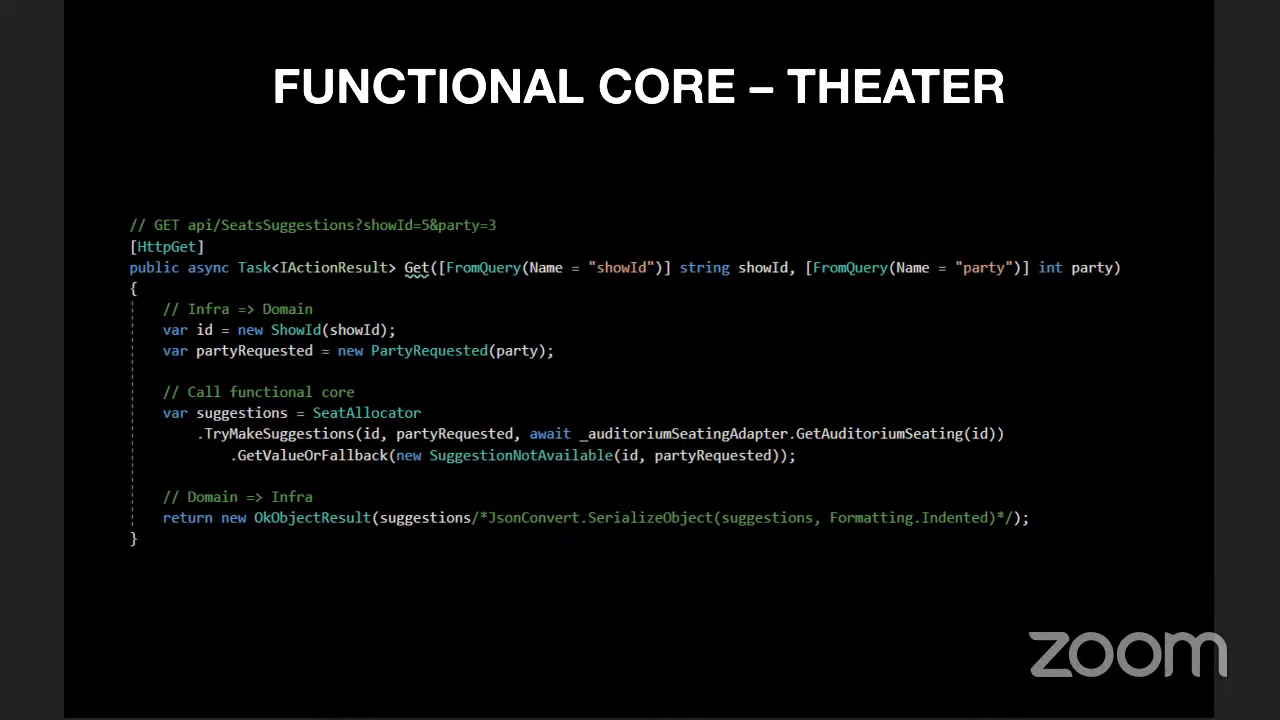 FUNCTIONAL CORE – THEATER
// GET api/SeatsSuggestions?showId=5&party=3
[HttpGet]
public async Task<IActionResult> Get([FromQuery(Name = "showId")] string showId, [FromQuery(Name = "party")] int party)
{
// Infra => Domain
var id = new ShowId(showId);
var partyRequested = new PartyRequested(party);
// Call functional core
var suggestions = SeatAllocator
.TryMakeSuggestions(id, partyRequested, await _auditoriumSeatingAdapter.GetAuditoriumSeating(id))
.GetValueOrFallback(new SuggestionNotAvailable(id, partyRequested));
// Domain => Infra
return new OkObjectResult(suggestions/*JsonConvert.SerializeObject(suggestions, Formatting.Indented)*/);
}
zoom